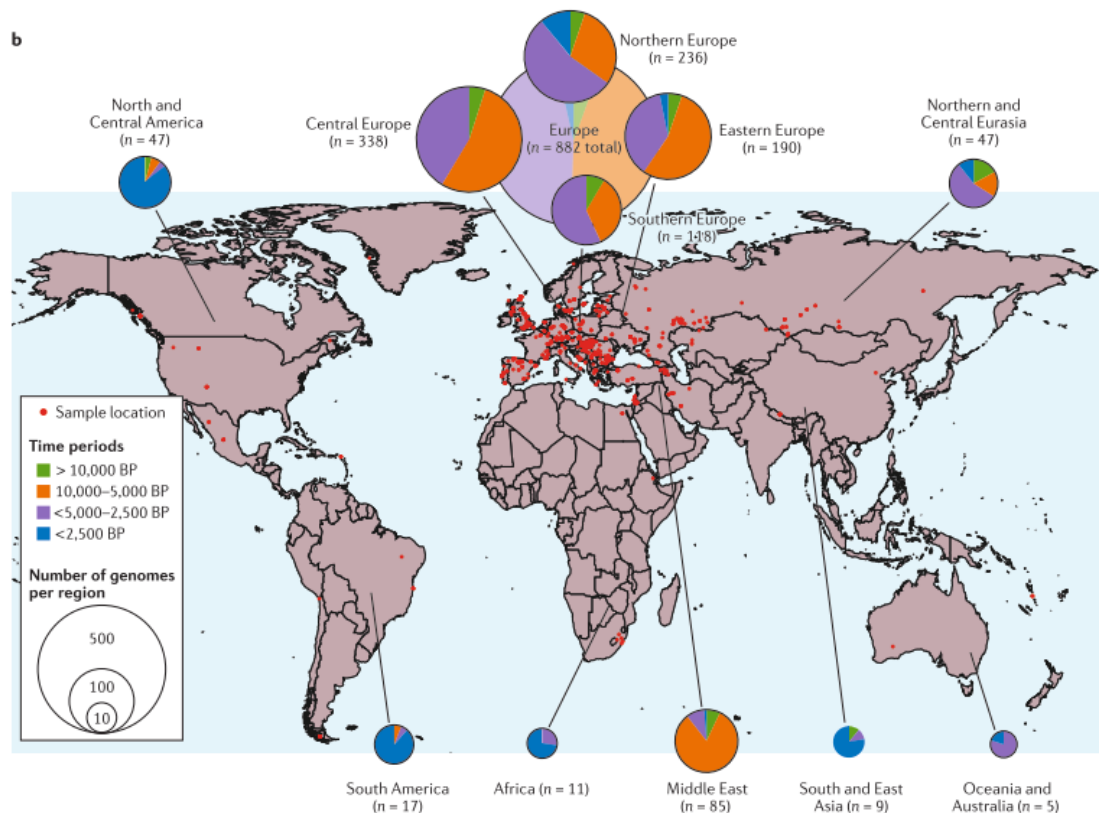 b
Northern Europe
(n = 236)
North and
Central America
(n = 47)
Central Europe
(n = 338)
Europe
(n = 882 total)
Eastern Europe
(n = 190)
Northern and
Central Eurasia
(n = 47)
Southern Europe
(n = 118)
Sample location
Time periods
> 10,000 BP
10,000–5,000 BP
<5,000–2,500 BP
<2,500 BP
Number of genomes
per region
500
100
10
South America
(n = 17)
Africa (n = 11)
Middle East
(n = 85)
South and East
Asia (n = 9)
Oceania and
Australia (n = 5)